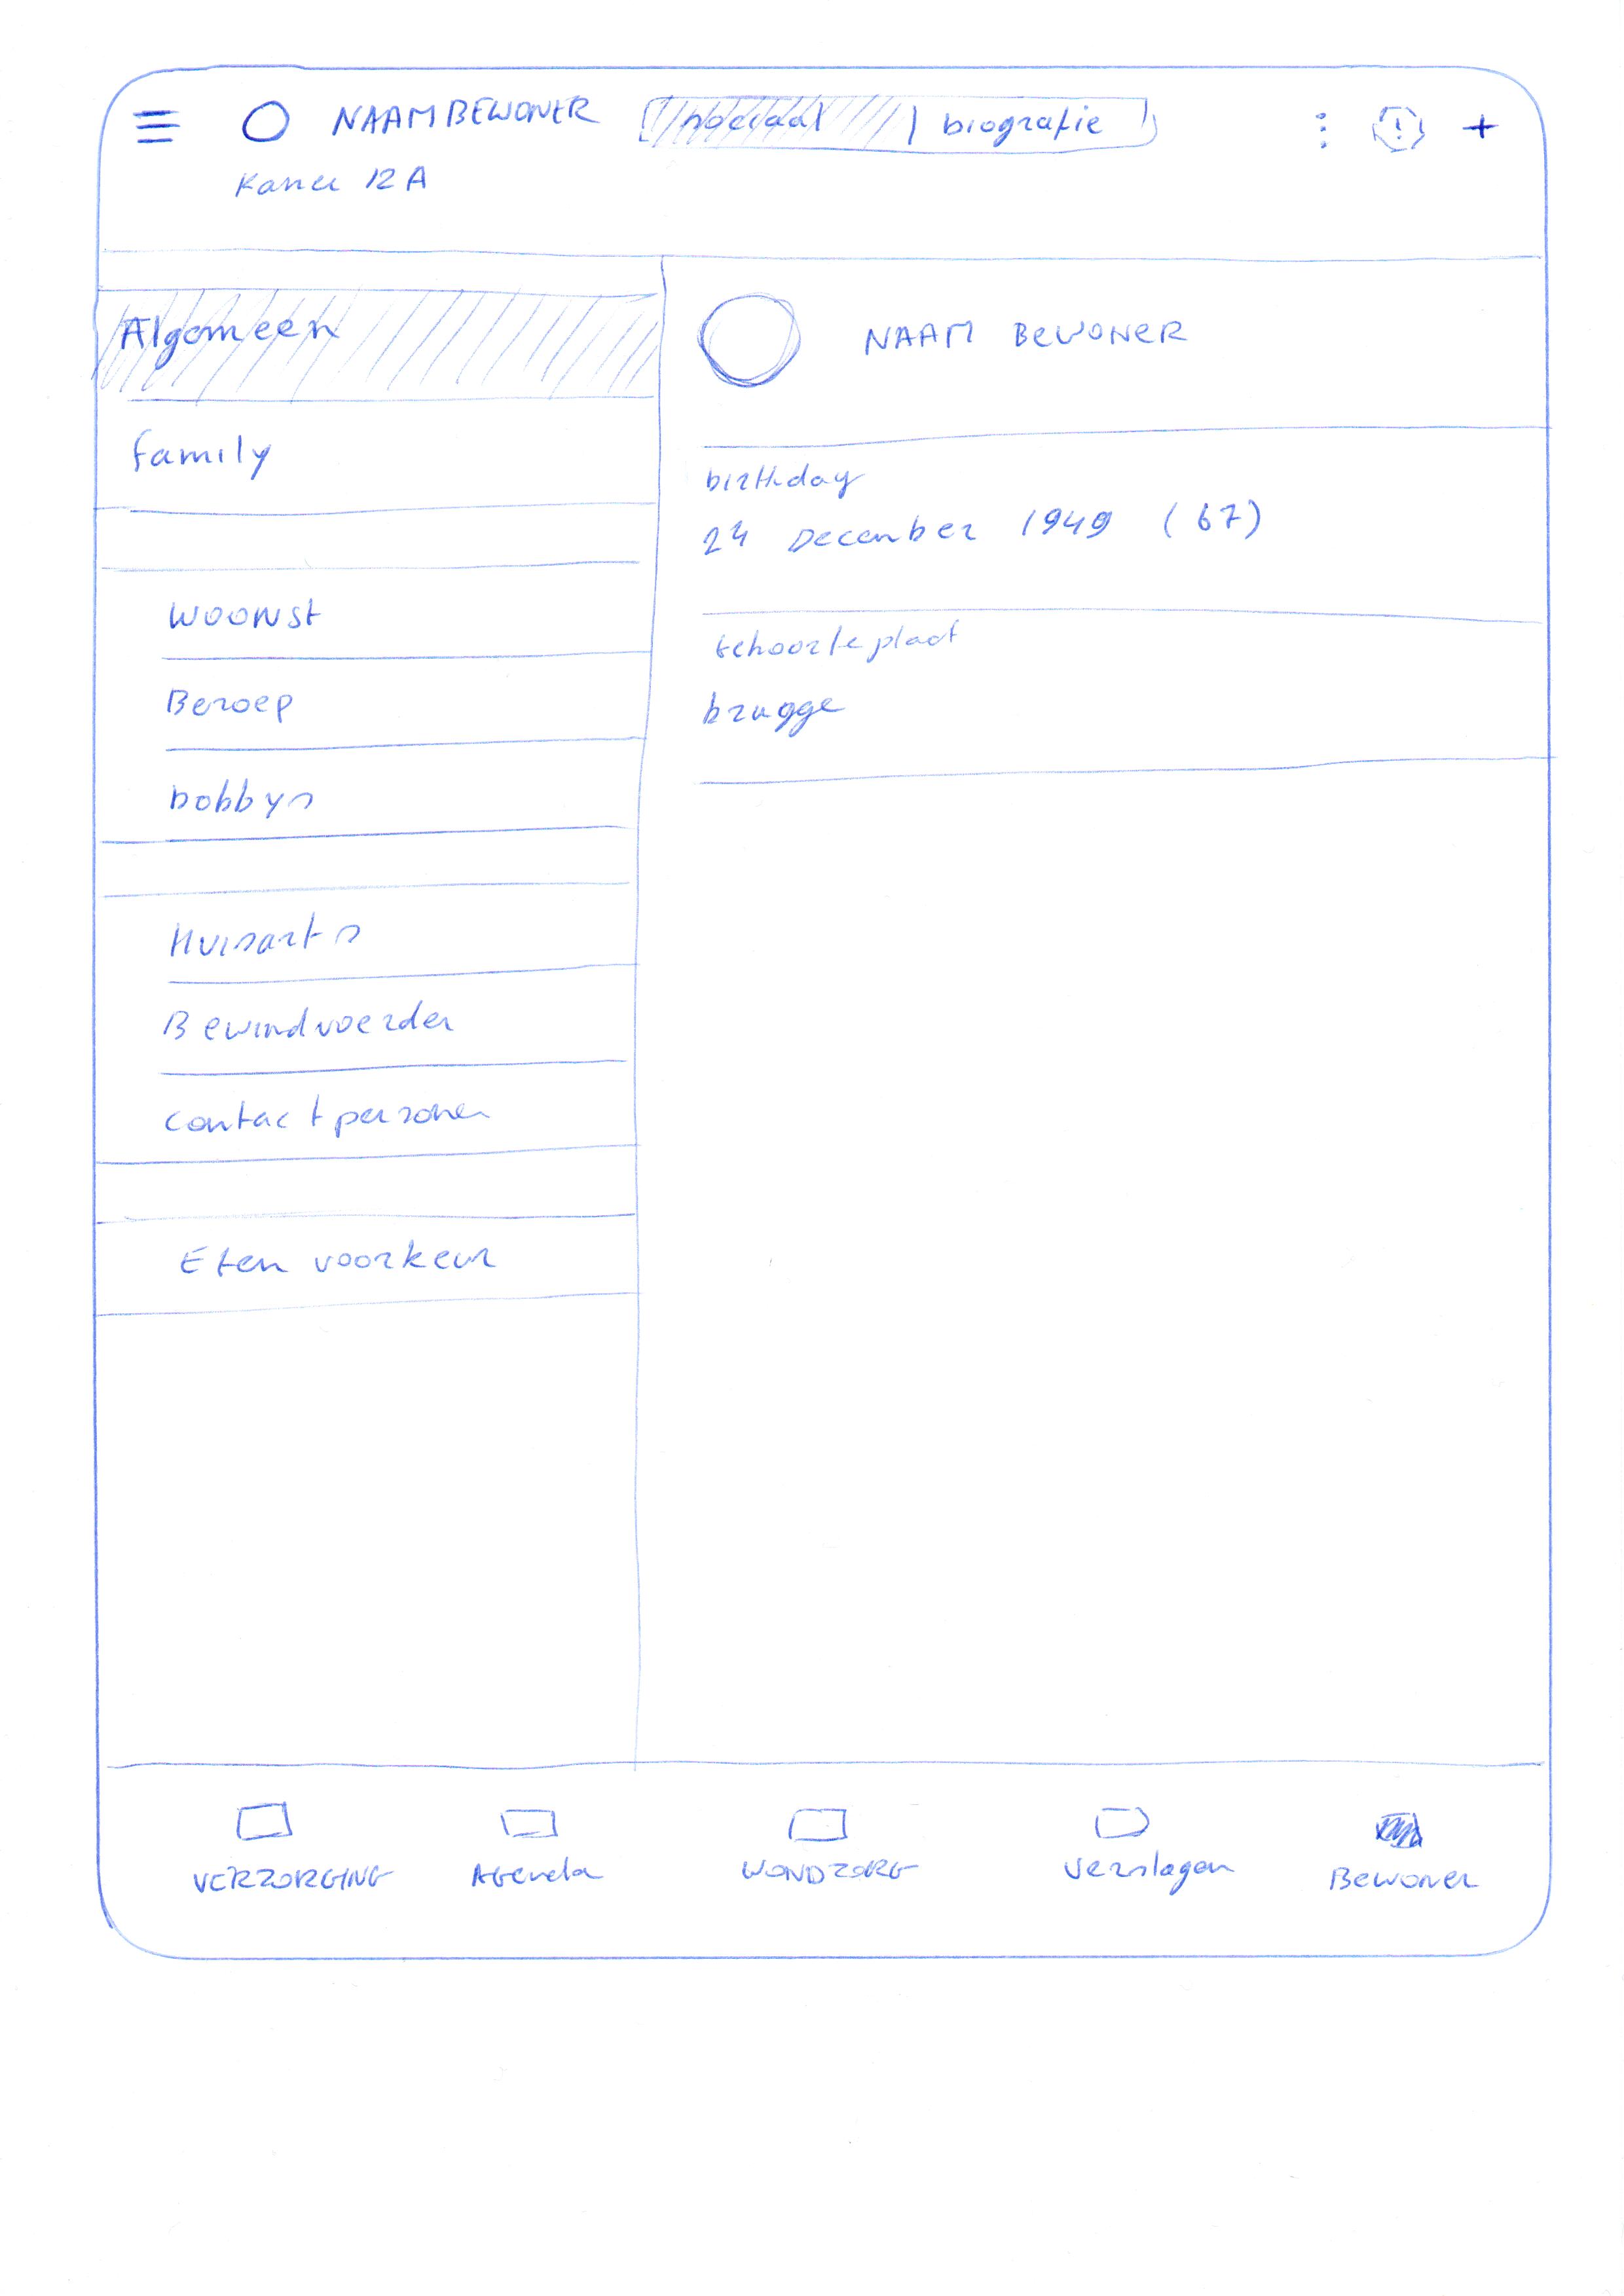 NAAM BEWONER
sociaal | biografie
Kamer 12 A
Algemeen
family
woonst
Beroep
hobbys
Huisarts
Bewindvoerder
contactpersonen
Eten voorkeur
NAAM BEWONER
birthday
24 December 1949 (67)
geboorteplaats
brugge
VERZORGING
Agenda
WONDZORG
Verslagen
Bewoner